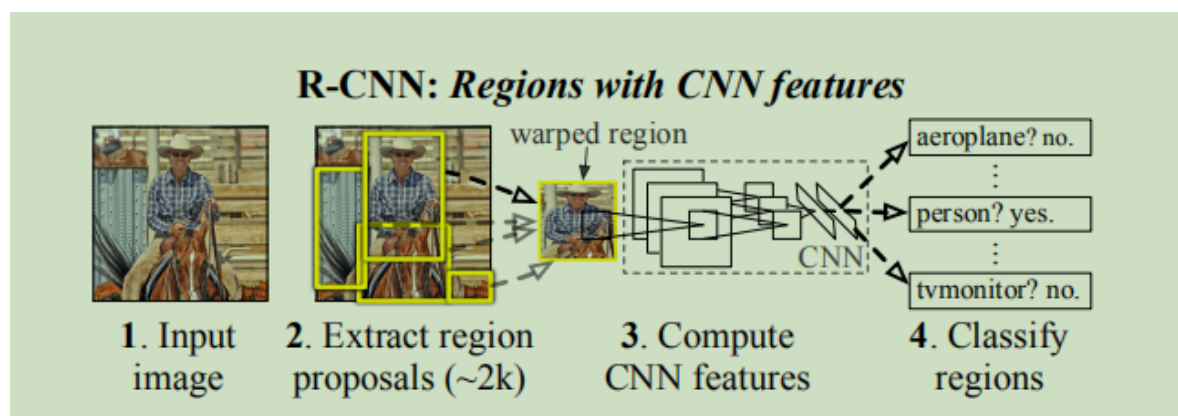 R-CNN: Regions with CNN features
warped region
aeroplane? no.
person? yes.
tvmonitor? no.
CNN
1. Input
image
2. Extract region
proposals (~2k)
3. Compute
CNN features
4. Classify
regions